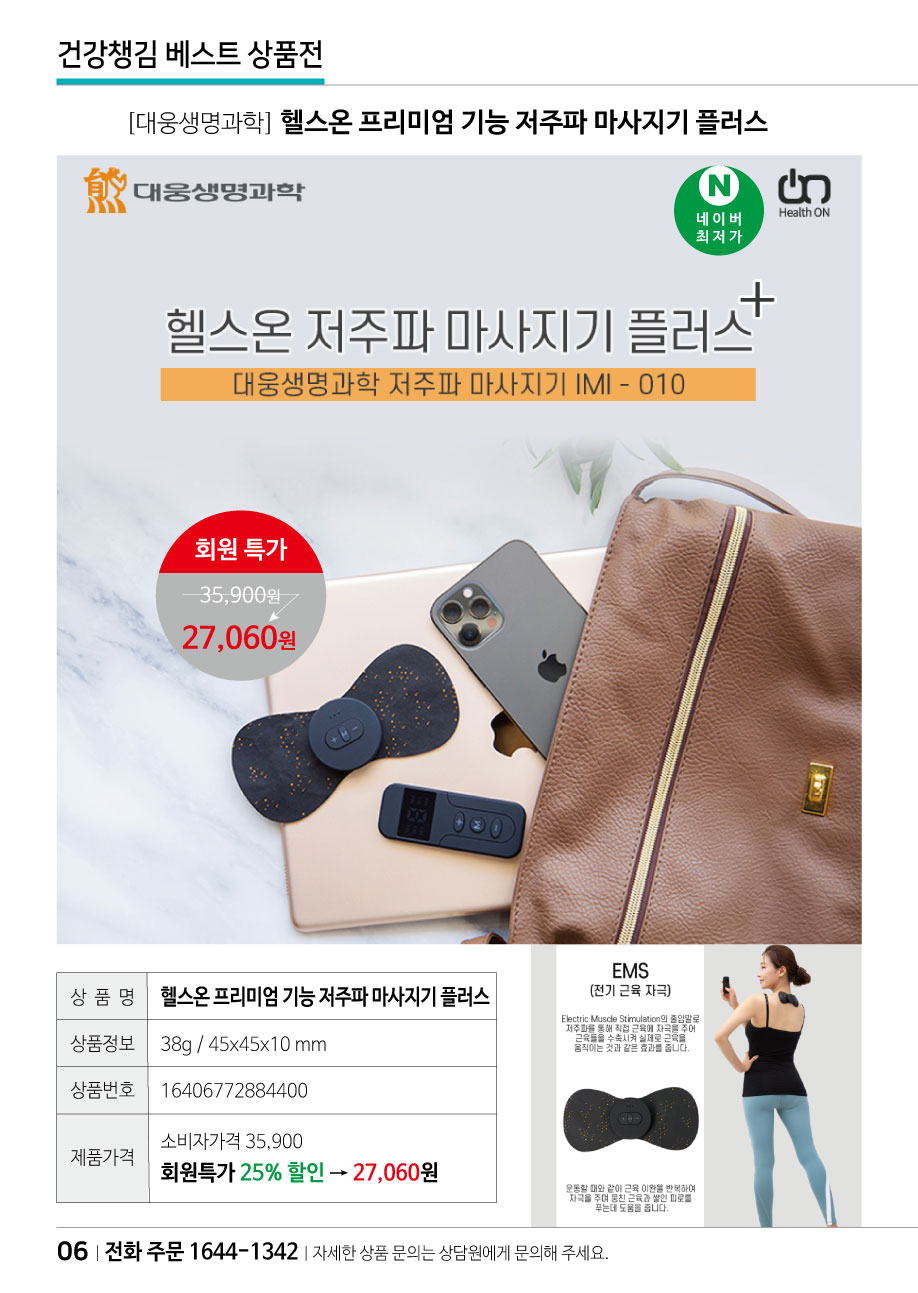 건강챙김 베스트 상품전
[대웅생명과학] 헬스온 프리미엄 기능 저주파 마사지기 플러스
대웅생명과학
N
네이버
최저가
on
Health ON
헬스온 저주파 마사지기 플러스+
대웅생명과학 저주파 마사지기 IMI - 010
회원 특가
35,900원
27,060원
상 품 명 헬스온 프리미엄 기능 저주파 마사지기 플러스
상품정보 38g / 45x45x10 mm
상품번호 16406772884400
제품가격 소비자가격 35,900
회원특가 25% 할인 → 27,060원
EMS
(전기 근육 자극)
Electric Muscle Stimulation의 줄임말로
저주파를 통해 직접 근육에 자극을 주어
근육들을 수축시켜 실제로 근육을
움직이는 것과 같은 효과를 줍니다.
운동할 때와 같이 근육 이완을 반복하여
자극을 주며 뭉친 근육과 쌓인 피로를
푸는데 도움을 줍니다.
06 | 전화 주문 1644-1342 | 자세한 상품 문의는 상담원에게 문의해 주세요.